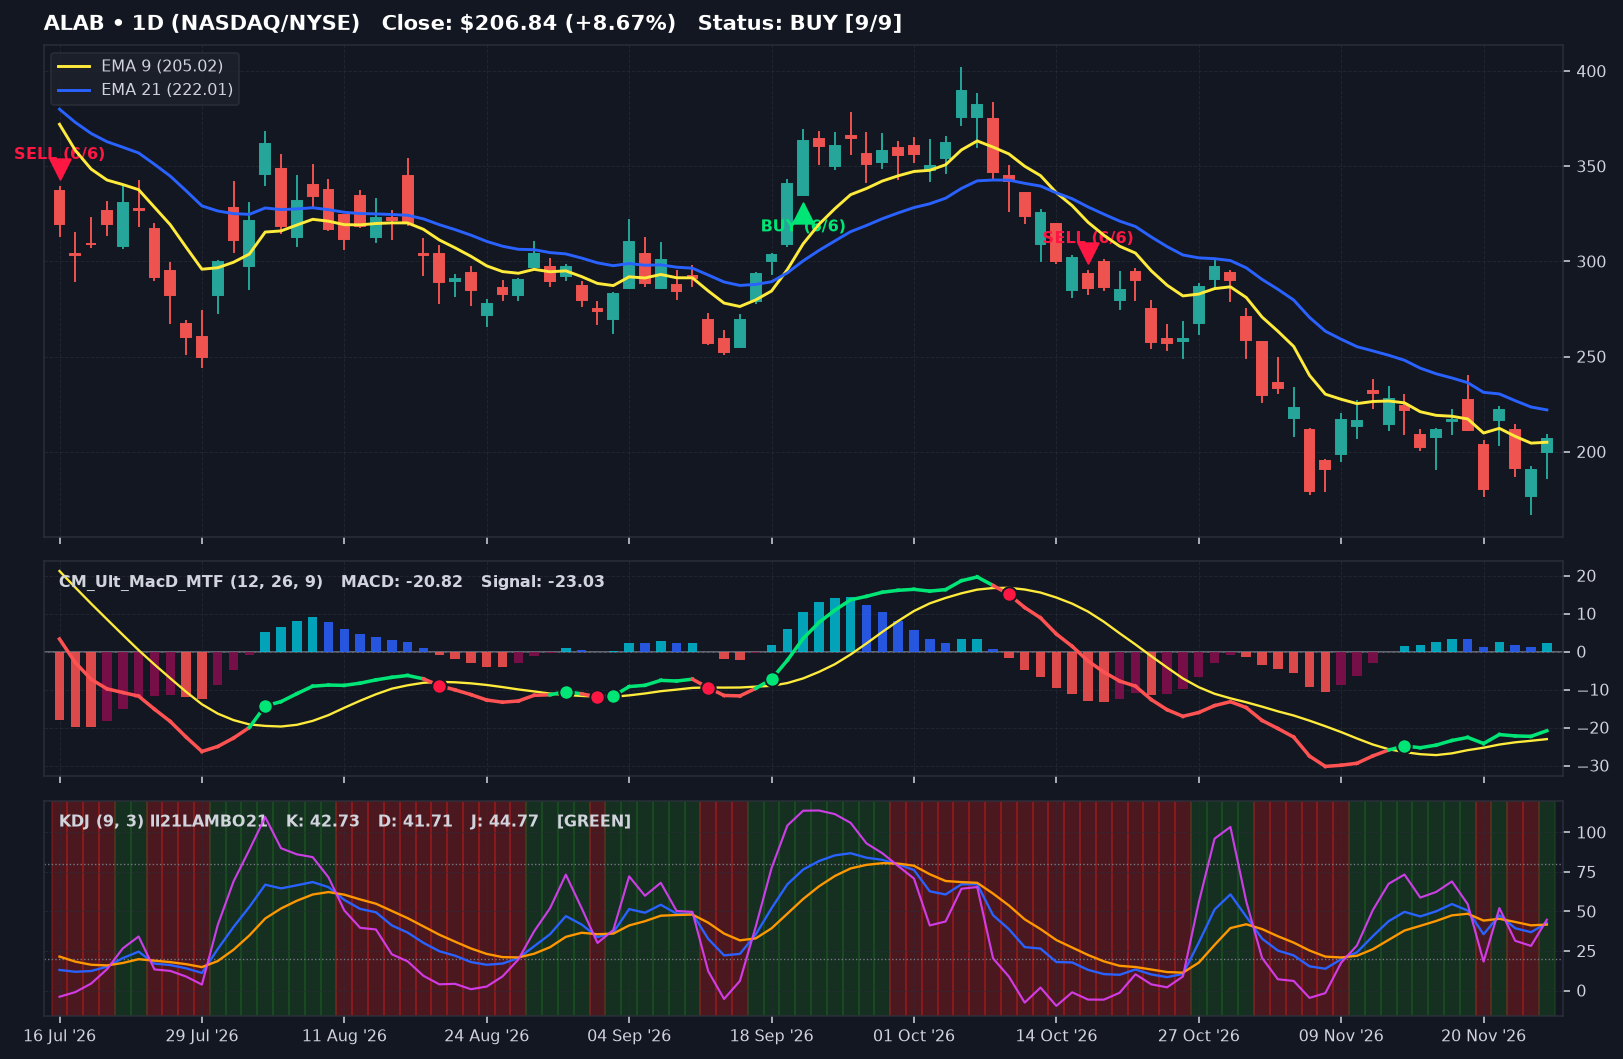 ALAB • 1D (NASDAQ/NYSE)   Close: $206.84 (+8.67%)   Status: BUY [9/9]
EMA 9 (205.02)
EMA 21 (222.01)
SELL (6/6)
BUY (6/6)
SELL (6/6)
400
350
300
250
200
CM_Ult_MacD_MTF (12, 26, 9)   MACD: -20.82   Signal: -23.03
20
10
0
−10
−20
−30
KDJ (9, 3) II21LAMBO21   K: 42.73   D: 41.71   J: 44.77   [GREEN]
100
75
50
25
0
16 Jul '26
29 Jul '26
11 Aug '26
24 Aug '26
04 Sep '26
18 Sep '26
01 Oct '26
14 Oct '26
27 Oct '26
09 Nov '26
20 Nov '26